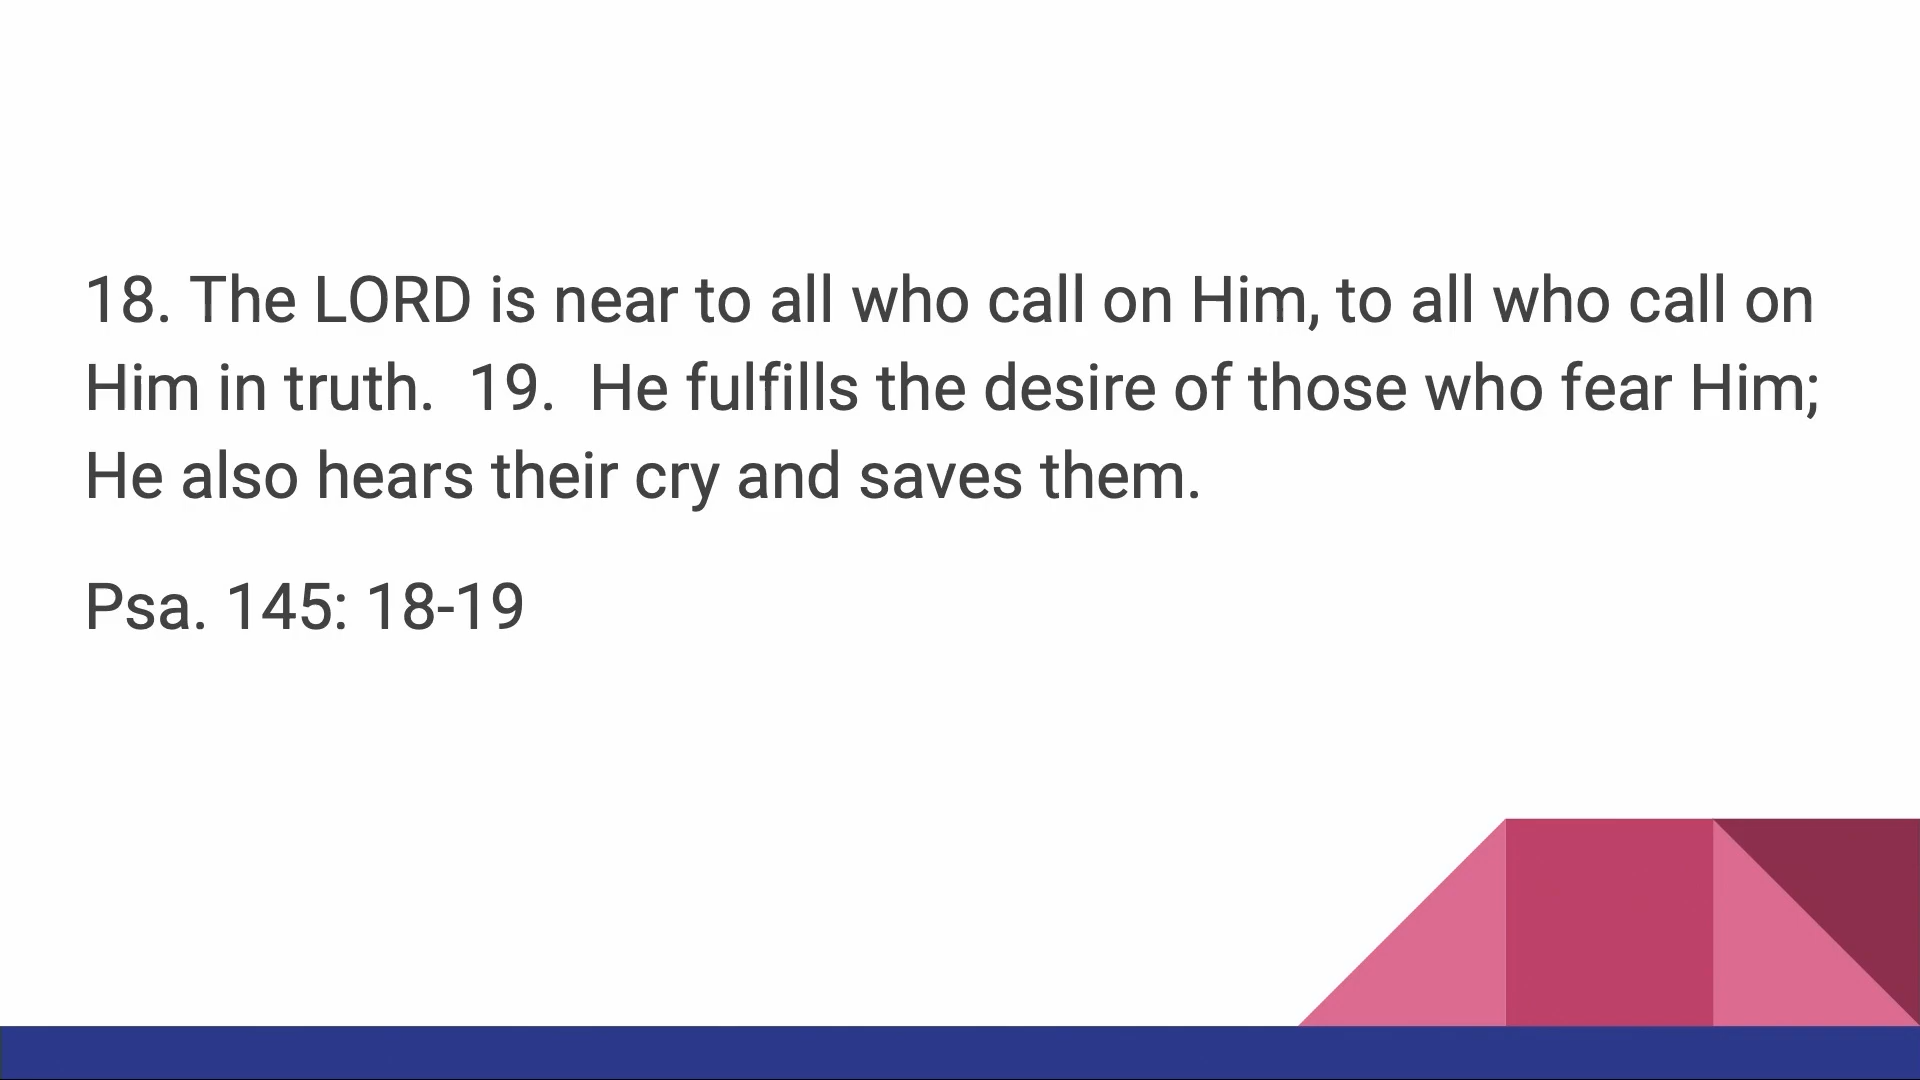 18. The LORD is near to all who call on Him, to all who call on
Him in truth.  19.  He fulfills the desire of those who fear Him;
He also hears their cry and saves them.
Psa. 145: 18-19